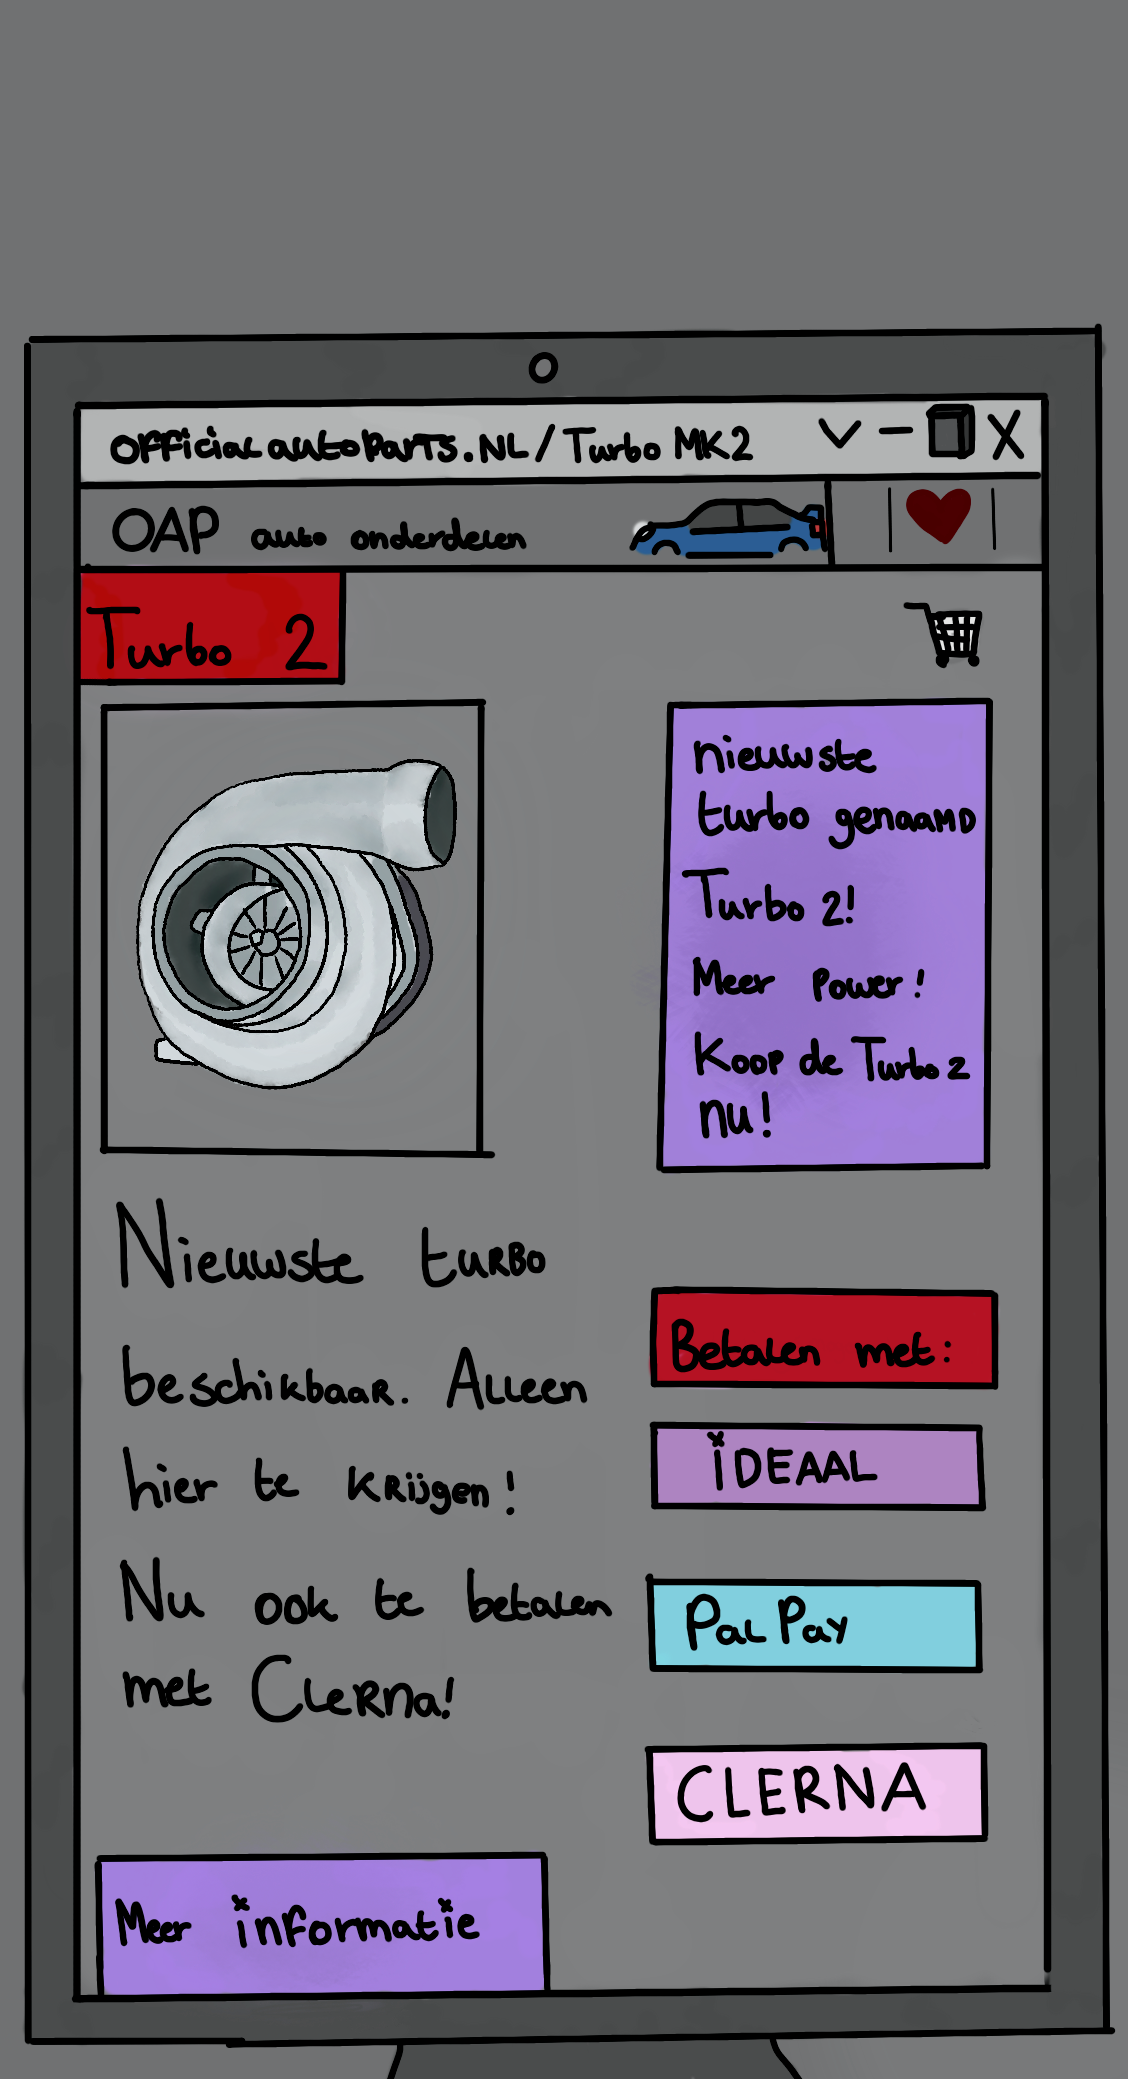 officialautoparts.NL/Turbo MK2
OAP auto onderdelen
Turbo 2
nieuwste
turbo genaamD
Turbo 2!
Meer power!
Koop de Turbo 2
nu!
Nieuwste tuRBo
beschikbaaR. Alleen
hier te KRijgen!
Nu ook te betalen
met CleRna!
Betalen met:
iDEAAL
Pal Pay
CLERNA
Meer informatie